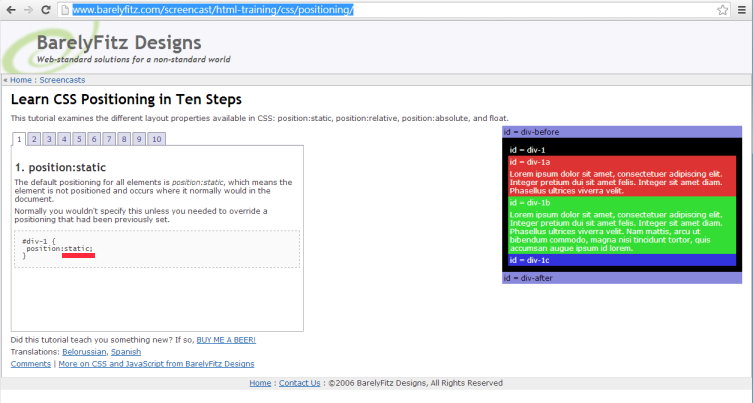 www.barelyfitz.com/screencast/html-training/css/positioning/
BarelyFitz Designs
Web-standard solutions for a non-standard world
« Home : Screencasts
Learn CSS Positioning in Ten Steps
This tutorial examines the different layout properties available in CSS: position:static, position:relative, position:absolute, and float.
1 2 3 4 5 6 7 8 9 10
1. position:static
The default positioning for all elements is position:static, which means the
element is not positioned and occurs where it normally would in the
document.
Normally you wouldn't specify this unless you needed to override a
positioning that had been previously set.
#div-1 {
position:static;
}
id = div-before
id = div-1
id = div-1a
Lorem ipsum dolor sit amet, consectetuer adipiscing elit.
Integer pretium dui sit amet felis. Integer sit amet diam.
Phasellus ultrices viverra velit.
id = div-1b
Lorem ipsum dolor sit amet, consectetuer adipiscing elit.
Integer pretium dui sit amet felis. Integer sit amet diam.
Phasellus ultrices viverra velit. Nam mattis, arcu ut
bibendum commodo, magna nisi tincidunt tortor, quis
accumsan augue ipsum id lorem.
id = div-1c
id = div-after
Did this tutorial teach you something new? If so, BUY ME A BEER!
Translations: Belorussian, Spanish
Comments | More on CSS and JavaScript from BarelyFitz Designs
Home : Contact Us : ©2006 BarelyFitz Designs, All Rights Reserved